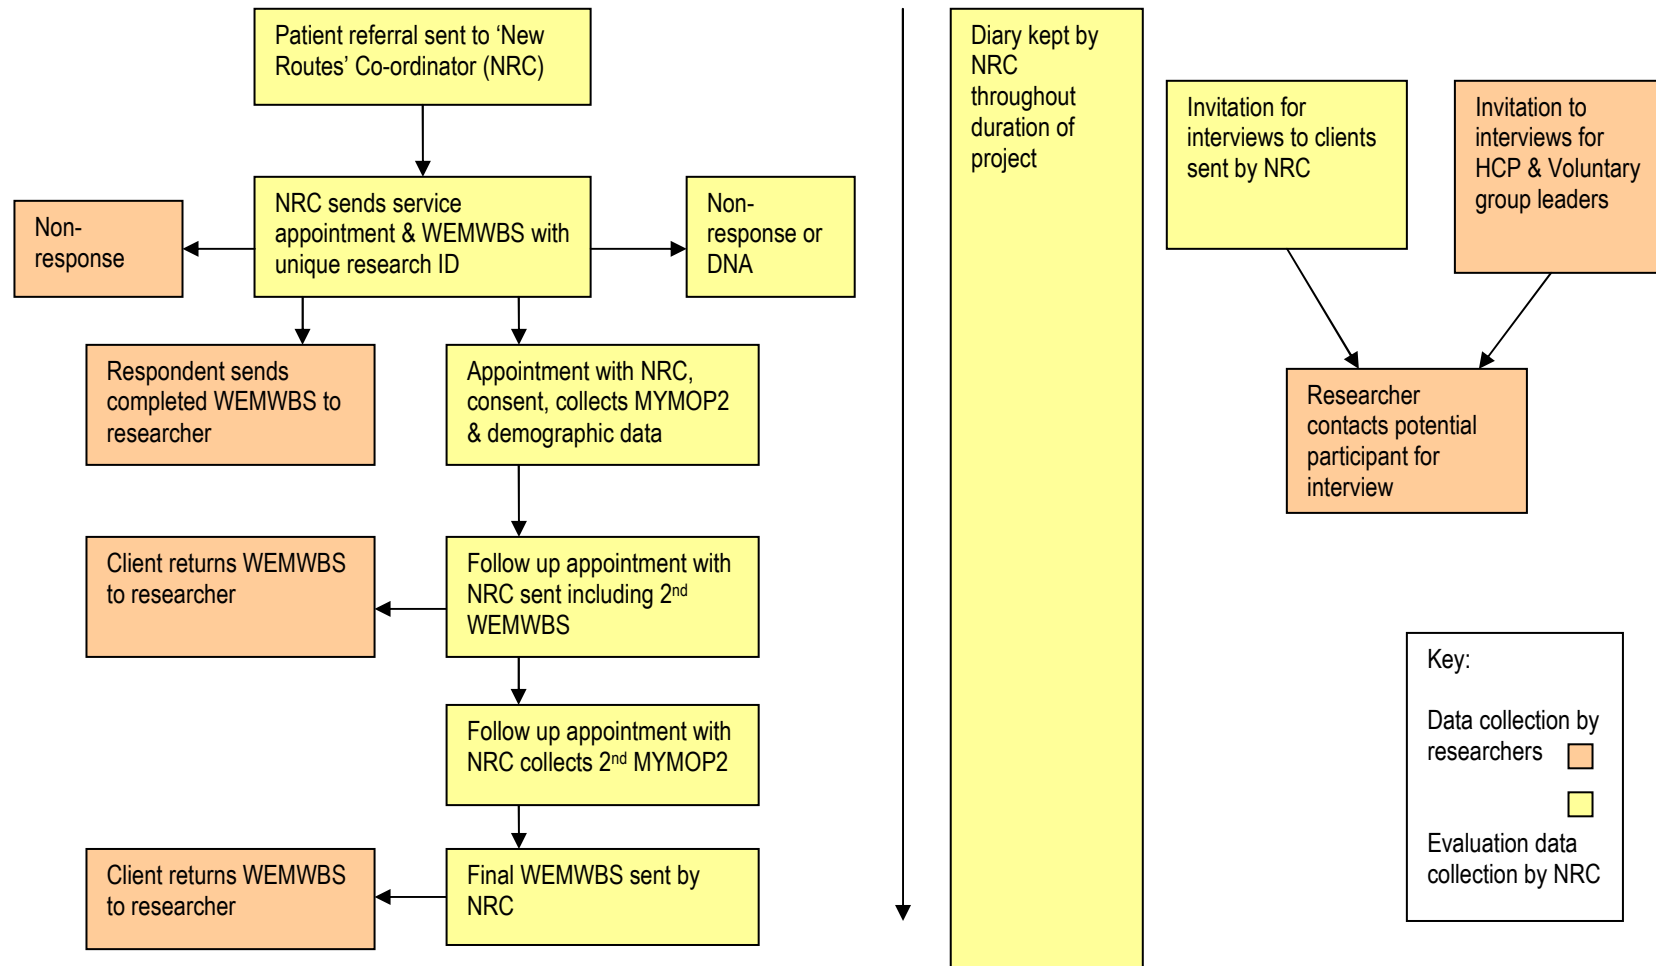 Patient referral sent to ‘New
Routes’ Co-ordinator (NRC)
Non-
response
NRC sends service
appointment & WEMWBS with
unique research ID
Non-
response or
DNA
Respondent sends
completed WEMWBS to
researcher
Appointment with NRC,
consent, collects MYMOP2
& demographic data
Client returns WEMWBS
to researcher
Follow up appointment with
NRC sent including 2nd
WEMWBS
Follow up appointment with
NRC collects 2nd MYMOP2
Client returns WEMWBS
to researcher
Final WEMWBS sent by
NRC
Diary kept by
NRC
throughout
duration of
project
Invitation for
interviews to clients
sent by NRC
Invitation to
interviews for
HCP & Voluntary
group leaders
Researcher
contacts potential
participant for
interview
Key:
Data collection by
researchers
Evaluation data
collection by NRC